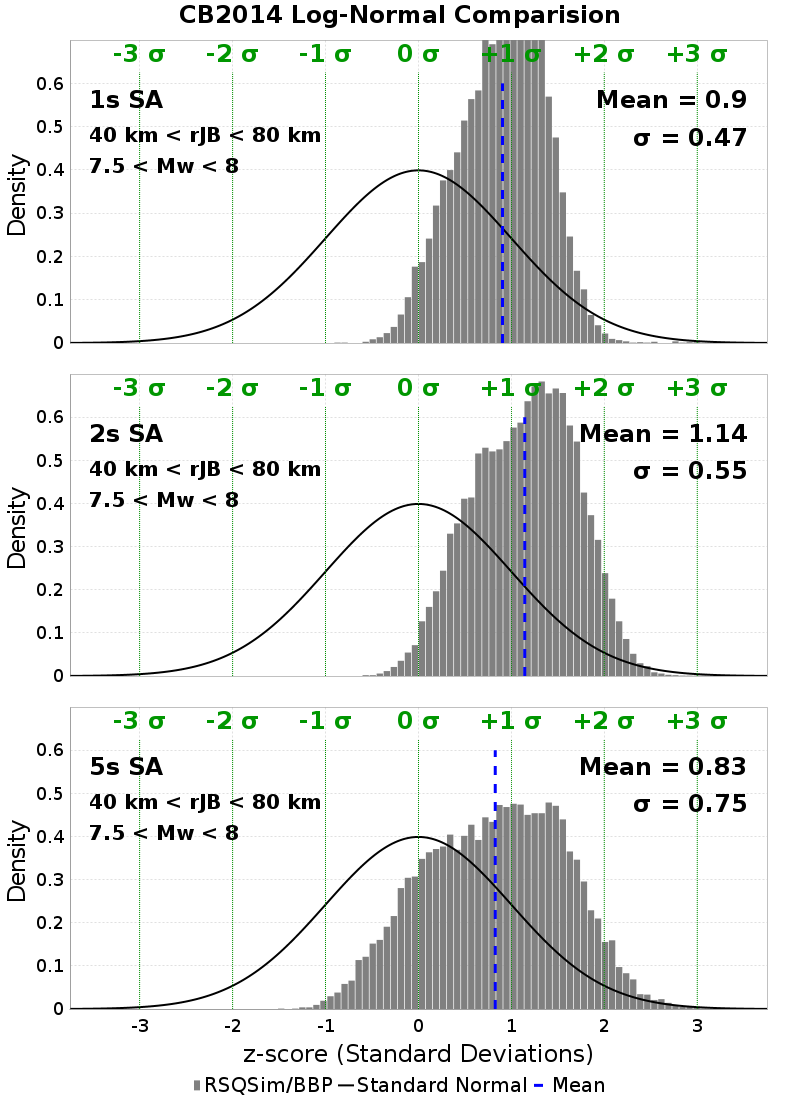 CB2014 Log-Normal Comparision
-3 σ -2 σ -1 σ 0 σ +1 σ +2 σ +3 σ
1s SA
Mean = 0.9
40 km < rJB < 80 km
σ = 0.47
7.5 < Mw < 8
Density
0.6
0.5
0.4
0.3
0.2
0.1
0
-3 σ -2 σ -1 σ 0 σ +1 σ +2 σ +3 σ
2s SA
Mean = 1.14
40 km < rJB < 80 km
σ = 0.55
7.5 < Mw < 8
Density
0.6
0.5
0.4
0.3
0.2
0.1
0
-3 σ -2 σ -1 σ 0 σ +1 σ +2 σ +3 σ
5s SA
Mean = 0.83
40 km < rJB < 80 km
σ = 0.75
7.5 < Mw < 8
Density
0.6
0.5
0.4
0.3
0.2
0.1
0
-3 -2 -1 0 1 2 3
z-score (Standard Deviations)
RSQSim/BBP Standard Normal Mean